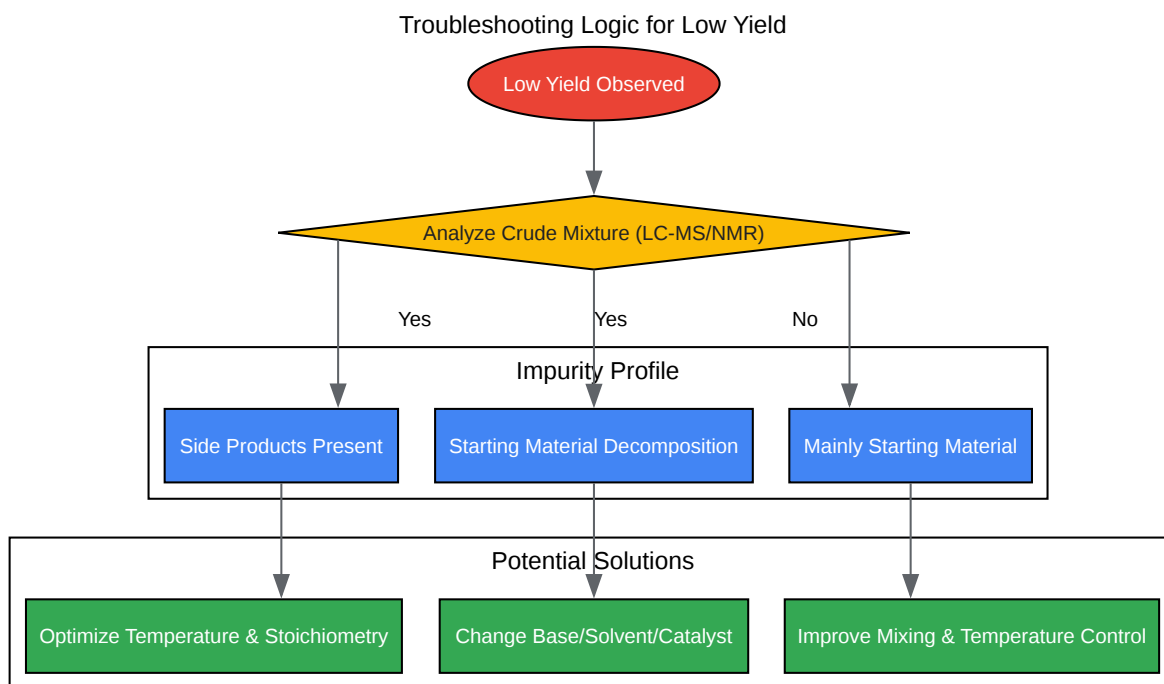 Troubleshooting Logic for Low Yield
Low Yield Observed
Analyze Crude Mixture (LC-MS/NMR)
Yes
Yes
No
Impurity Profile
Side Products Present
Starting Material Decomposition
Mainly Starting Material
Potential Solutions
Optimize Temperature & Stoichiometry
Change Base/Solvent/Catalyst
Improve Mixing & Temperature Control